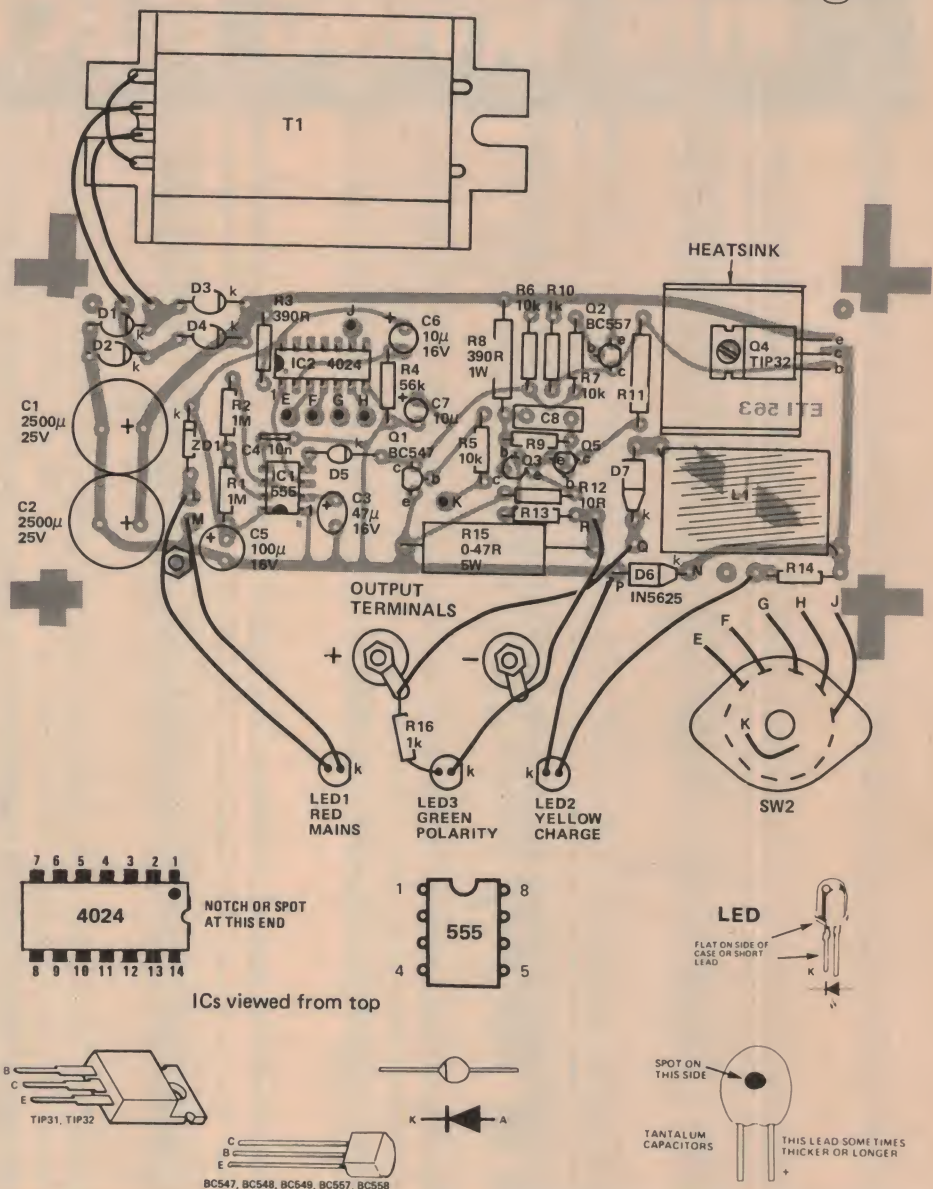 T1
HEATSINK
D3
k
D1
k
D2
k
D4
k
R3
390R
J
C6
10µ
16V
IC2 4024
R4
56k
C7
10µ
E F G H
R8
390R
1W
R6
10k
R10
1k
Q2
BC557
e
b
c
R7
10k
R11
Q4
TIP32
e
c
b
ETI 563
C1
2500µ
25V
+
k
ZD1
R2
1M
C4
10n
1
IC1
555
1
R1
1M
D5
k
Q1
BC547
c
b
e
R5
10k
K
C8
R9
Q3
b
c
e
Q5
R12
10R
R13
R
D7
k
Q
L1
C2
2500µ
25V
+
L
M
C5
100µ
16V
C3
47µ
16V
R15
0-47R
5W
P
D6
IN5625
k
N
R14
OUTPUT
TERMINALS
+
-
E
F
G
H
J
K
SW2
R16
1k
k
LED1
RED
MAINS
k
LED3
GREEN
POLARITY
k
LED2
YELLOW
CHARGE
7 6 5 4 3 2 1
4024
8 9 10 11 12 13 14
NOTCH OR SPOT
AT THIS END
1 8
555
4 5
ICs viewed from top
LED
FLAT ON SIDE OF
CASE OR SHORT
LEAD
K
B
C
E
TIP31, TIP32
K A
C
B
E
BC547, BC548, BC549, BC557, BC558
SPOT ON
THIS SIDE
TANTALUM
CAPACITORS
THIS LEAD SOMETIMES
THICKER OR LONGER
+